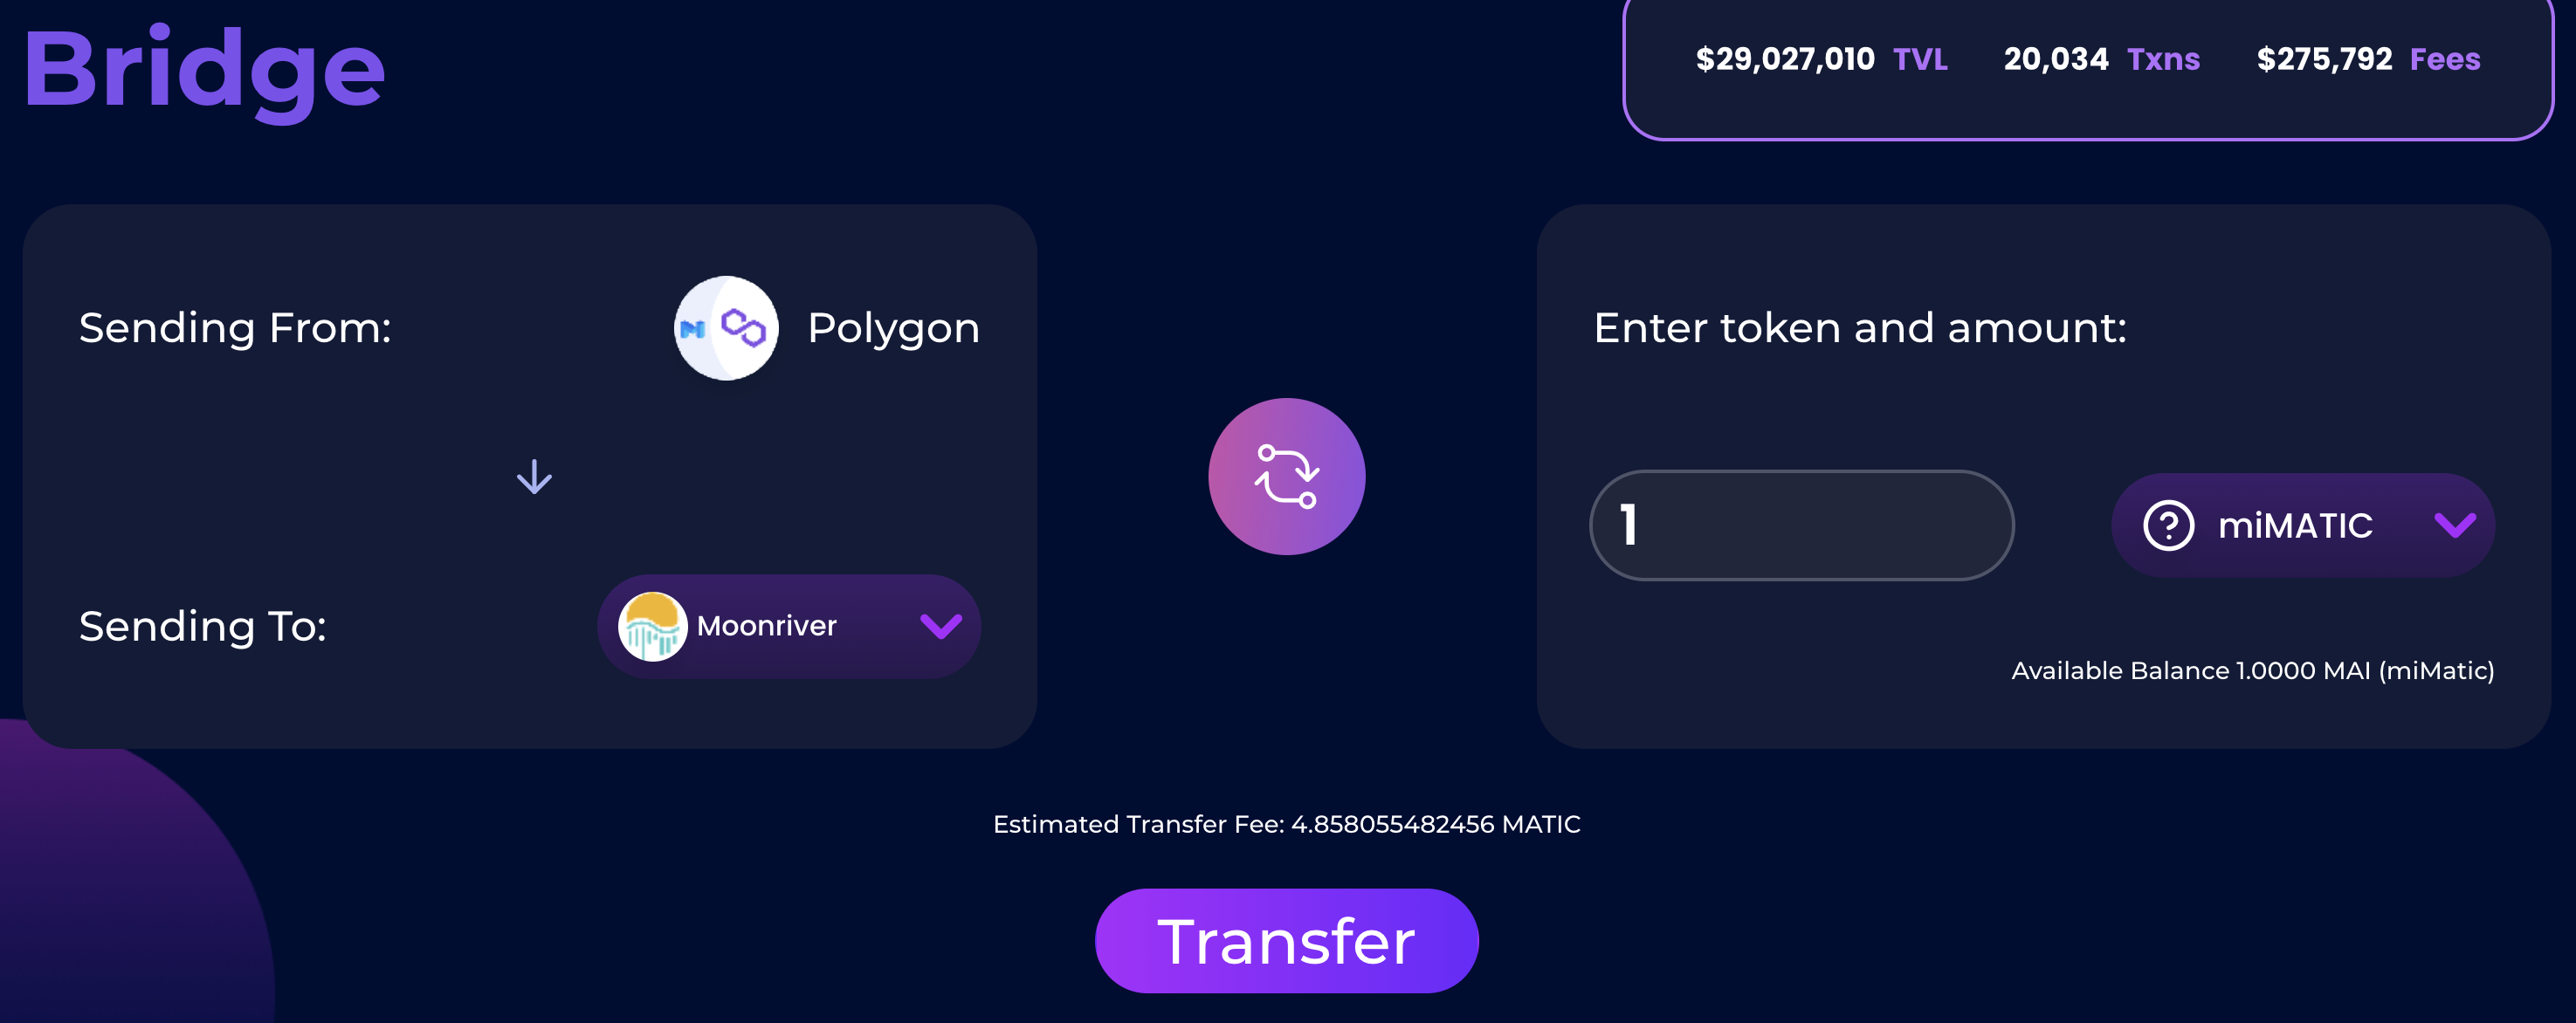 Bridge
$29,027,010 TVL 20,034 Txns $275,792 Fees
Sending From: Polygon
Sending To: Moonriver
Enter token and amount:
1 miMATIC
Available Balance 1.0000 MAI (miMatic)
Estimated Transfer Fee: 4.858055482456 MATIC
Transfer